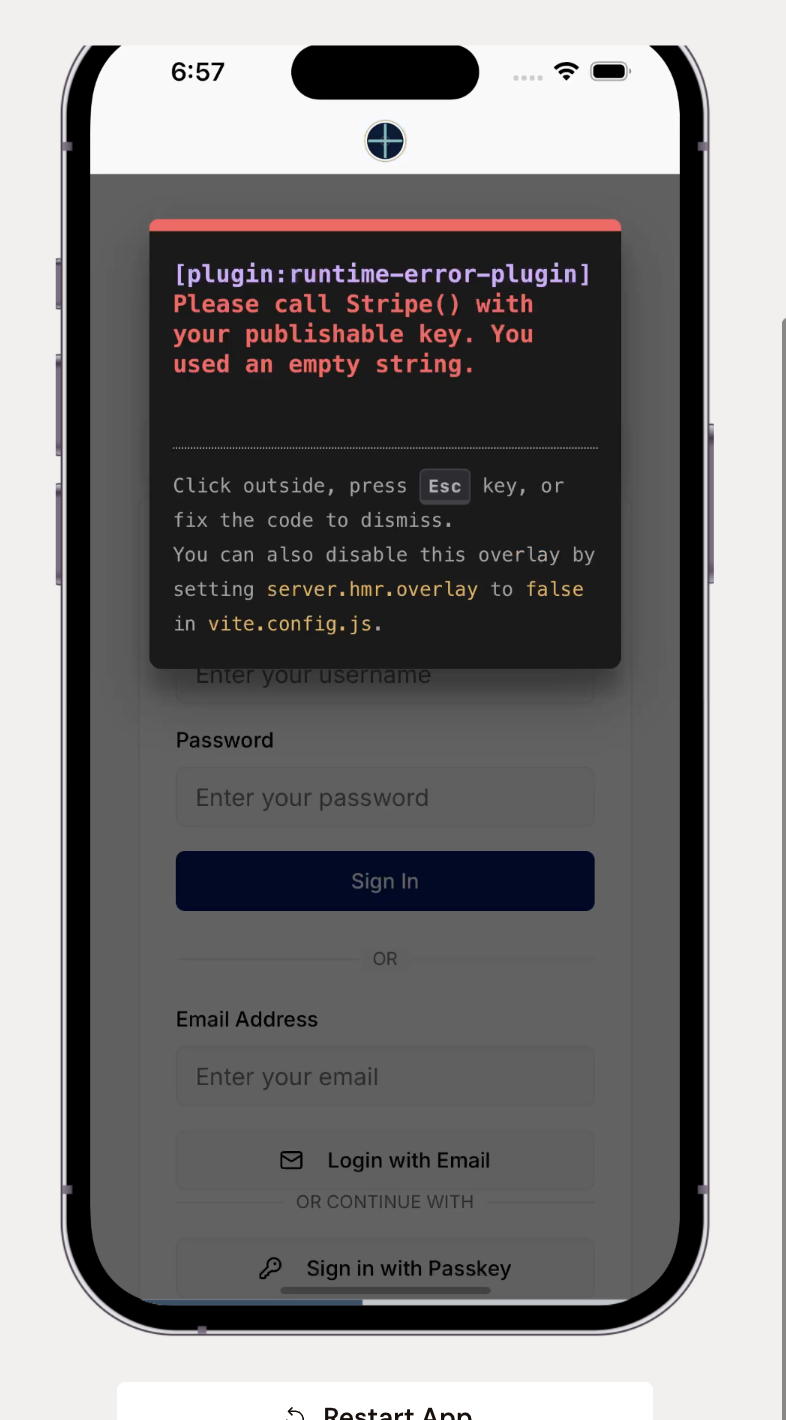 6:57
[plugin:runtime-error-plugin]
Please call Stripe() with
your publishable key. You
used an empty string.
Click outside, press Esc key, or
fix the code to dismiss.
You can also disable this overlay by
setting server.hmr.overlay to false
in vite.config.js.
Enter your username
Password
Enter your password
Sign In
OR
Email Address
Enter your email
Login with Email
OR CONTINUE WITH
Sign in with Passkey
Restart App